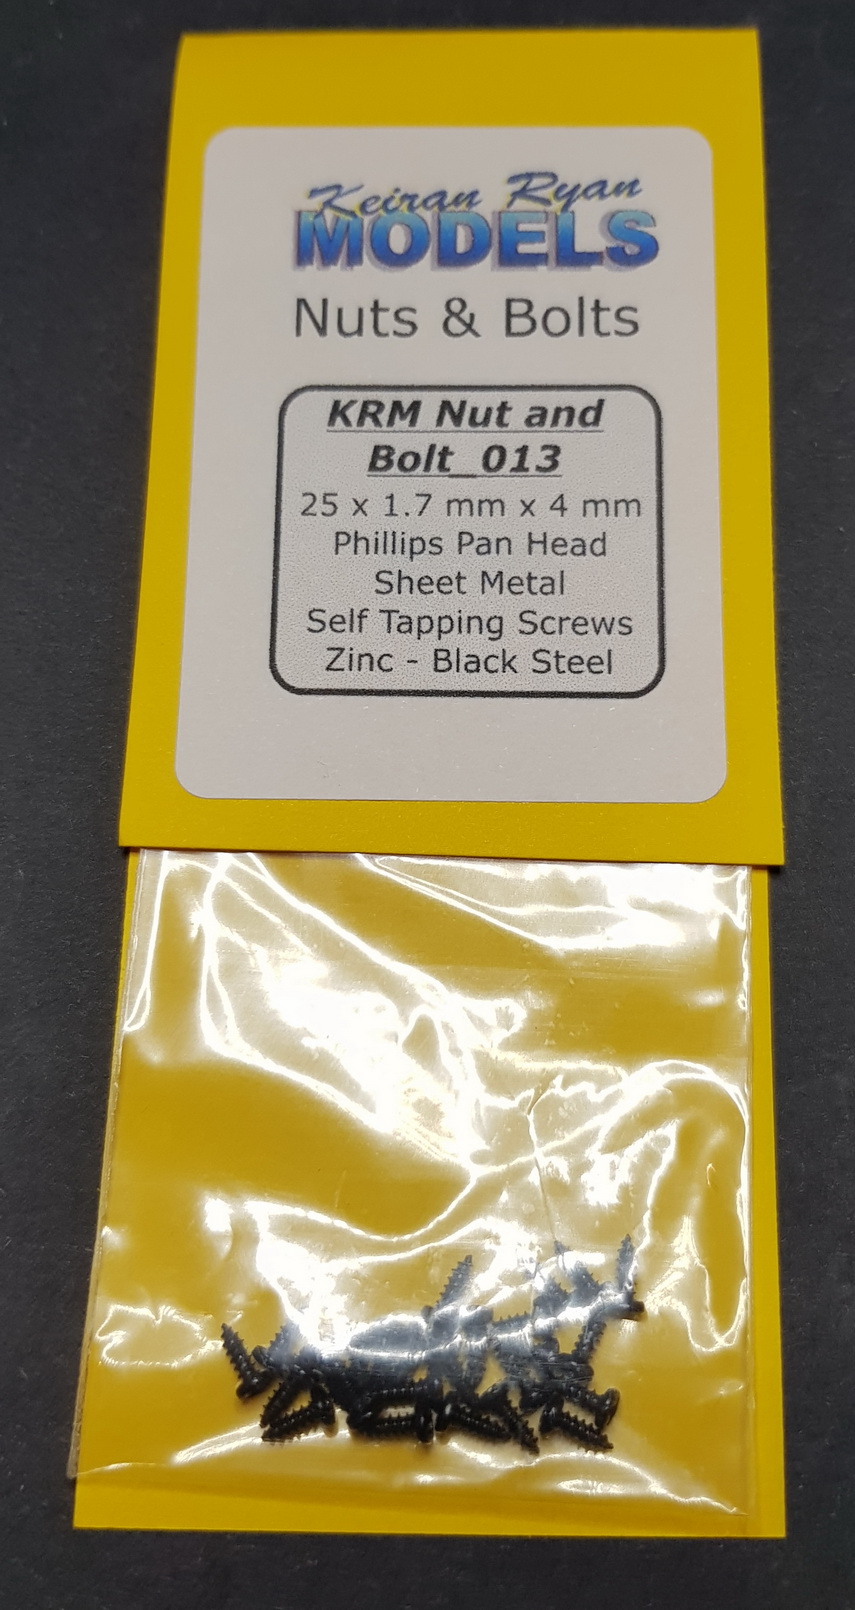 Keiran Ryan
MODELS
Nuts & Bolts
KRM Nut and
Bolt_013
25 x 1.7 mm x 4 mm
Phillips Pan Head
Sheet Metal
Self Tapping Screws
Zinc - Black Steel